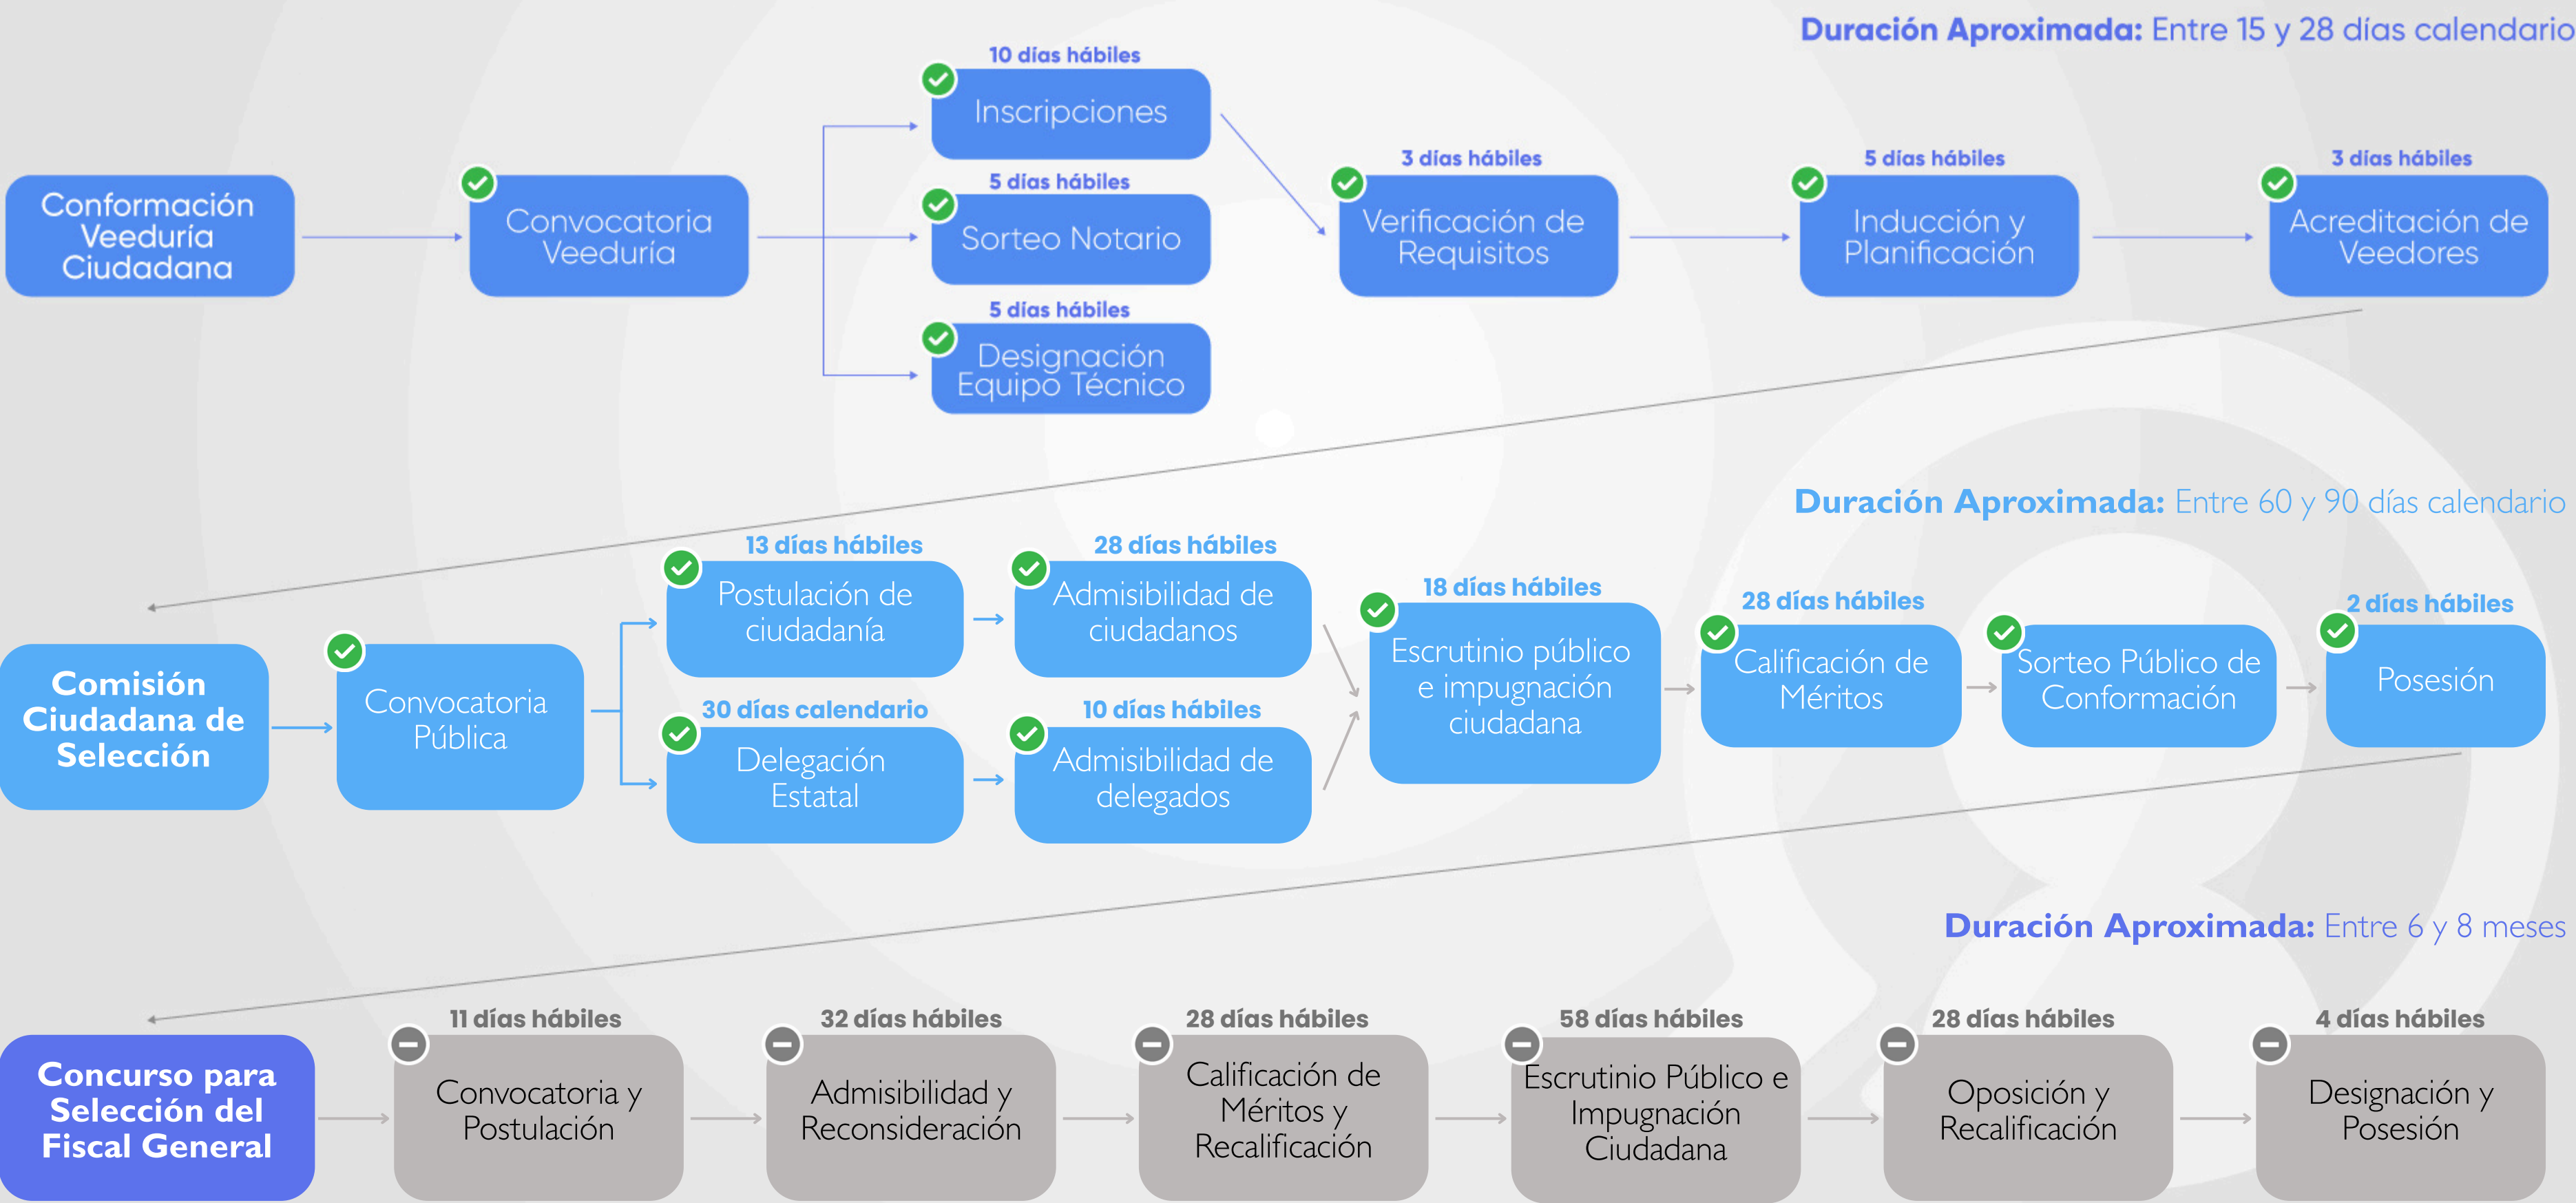 Duración Aproximada: Entre 15 y 28 días calendario
Conformación
Veeduría
Ciudadana
Convocatoria
Veeduría
10 días hábiles
Inscripciones
5 días hábiles
Sorteo Notario
5 días hábiles
Designación
Equipo Técnico
3 días hábiles
Verificación de
Requisitos
5 días hábiles
Inducción y
Planificación
3 días hábiles
Acreditación de
Veedores
Duración Aproximada: Entre 60 y 90 días calendario
Comisión
Ciudadana de
Selección
Convocatoria
Pública
13 días hábiles
Postulación de
ciudadanía
28 días hábiles
Admisibilidad de
ciudadanos
30 días calendario
Delegación
Estatal
10 días hábiles
Admisibilidad de
delegados
18 días hábiles
Escrutinio público
e impugnación
ciudadana
28 días hábiles
Calificación de
Méritos
Sorteo Público de
Conformación
2 días hábiles
Posesión
Duración Aproximada: Entre 6 y 8 meses
Concurso para
Selección del
Fiscal General
11 días hábiles
Convocatoria y
Postulación
32 días hábiles
Admisibilidad y
Reconsideración
28 días hábiles
Calificación de
Méritos y
Recalificación
58 días hábiles
Escrutinio Público e
Impugnación
Ciudadana
28 días hábiles
Oposición y
Recalificación
4 días hábiles
Designación y
Posesión